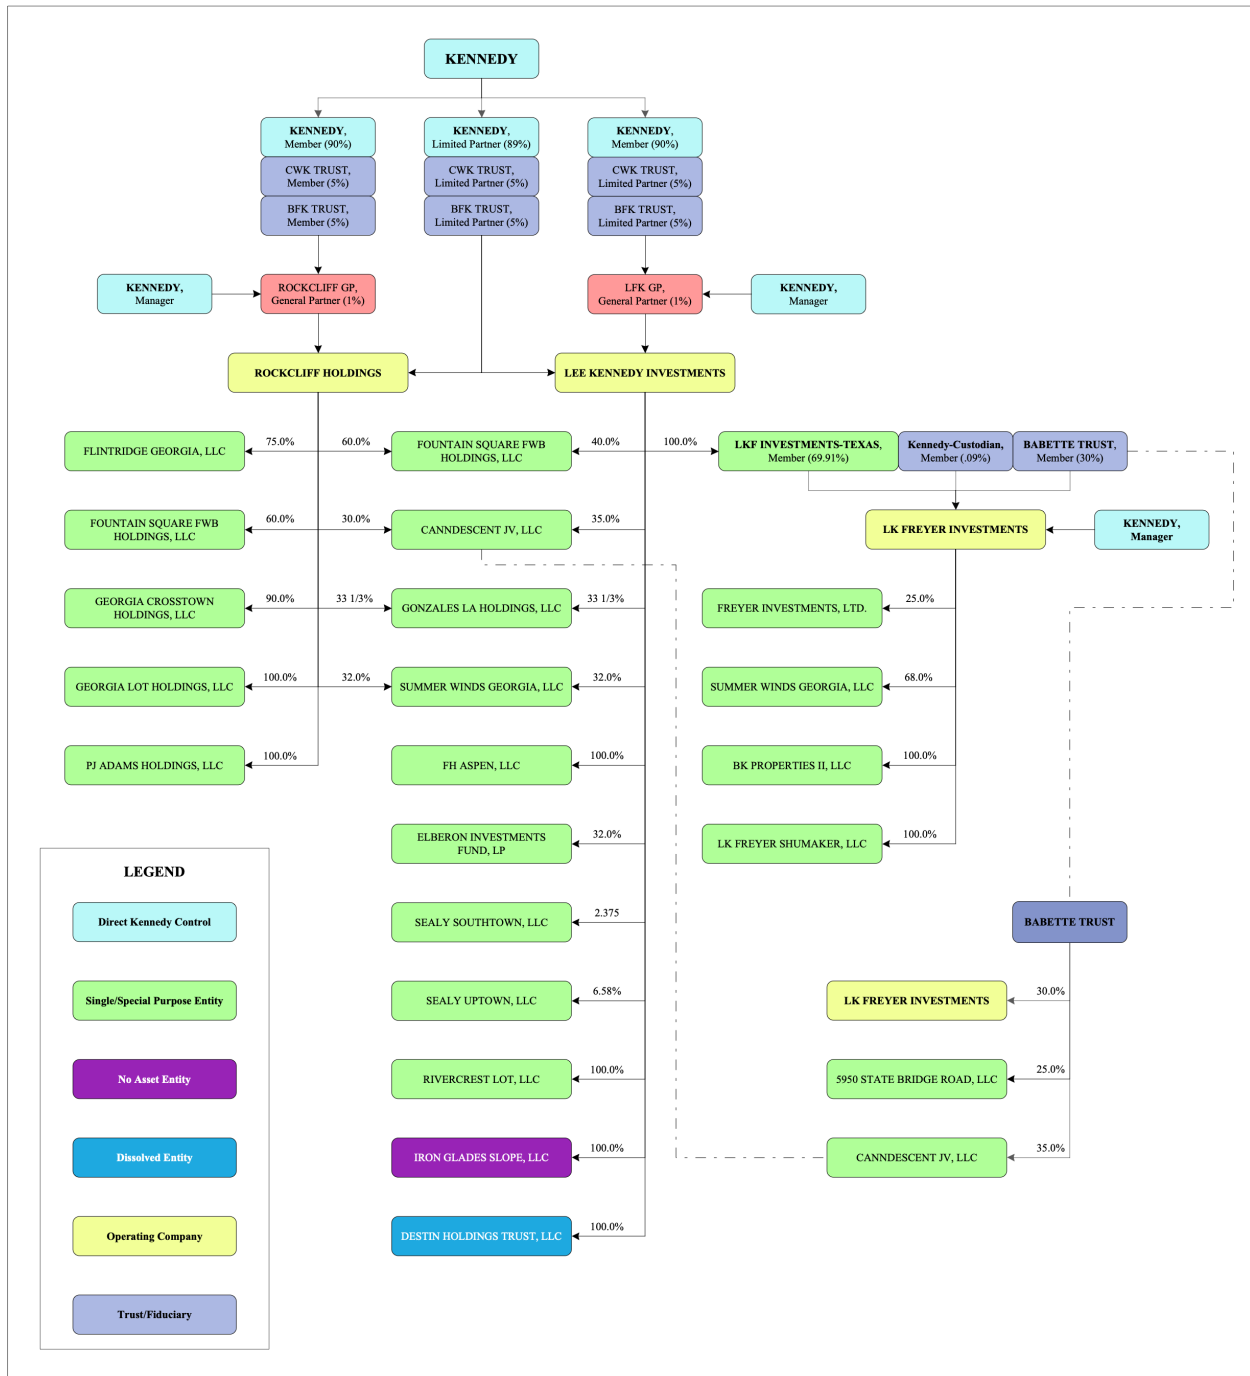 KENNEDY
KENNEDY,
Member (90%)
CWK TRUST,
Member (5%)
BFK TRUST,
Member (5%)
KENNEDY,
Limited Partner (89%)
CWK TRUST,
Limited Partner (5%)
BFK TRUST,
Limited Partner (5%)
KENNEDY,
Member (90%)
CWK TRUST,
Limited Partner (5%)
BFK TRUST,
Limited Partner (5%)
KENNEDY,
Manager
ROCKCLIFF GP,
General Partner (1%)
LFK GP,
General Partner (1%)
KENNEDY,
Manager
ROCKCLIFF HOLDINGS
LEE KENNEDY INVESTMENTS
FLINTRIDGE GEORGIA, LLC
75.0%
60.0%
FOUNTAIN SQUARE FWB
HOLDINGS, LLC
40.0%
100.0%
LKF INVESTMENTS-TEXAS,
Member (69.91%)
Kennedy-Custodian,
Member (.09%)
BABETTE TRUST,
Member (30%)
FOUNTAIN SQUARE FWB
HOLDINGS, LLC
60.0%
30.0%
CANNDESCENT JV, LLC
35.0%
LK FREYER INVESTMENTS
KENNEDY,
Manager
GEORGIA CROSSTOWN
HOLDINGS, LLC
90.0%
33 1/3%
GONZALES LA HOLDINGS, LLC
33 1/3%
FREYER INVESTMENTS, LTD.
25.0%
GEORGIA LOT HOLDINGS, LLC
100.0%
32.0%
SUMMER WINDS GEORGIA, LLC
32.0%
SUMMER WINDS GEORGIA, LLC
68.0%
PJ ADAMS HOLDINGS, LLC
100.0%
FH ASPEN, LLC
100.0%
BK PROPERTIES II, LLC
100.0%
ELBERON INVESTMENTS
FUND, LP
32.0%
LK FREYER SHUMAKER, LLC
100.0%
SEALY SOUTHTOWN, LLC
2.375
BABETTE TRUST
SEALY UPTOWN, LLC
6.58%
LK FREYER INVESTMENTS
30.0%
RIVERCREST LOT, LLC
100.0%
5950 STATE BRIDGE ROAD, LLC
25.0%
IRON GLADES SLOPE, LLC
100.0%
CANNDESCENT JV, LLC
35.0%
DESTIN HOLDINGS TRUST, LLC
100.0%
LEGEND
Direct Kennedy Control
Single/Special Purpose Entity
No Asset Entity
Dissolved Entity
Operating Company
Trust/Fiduciary